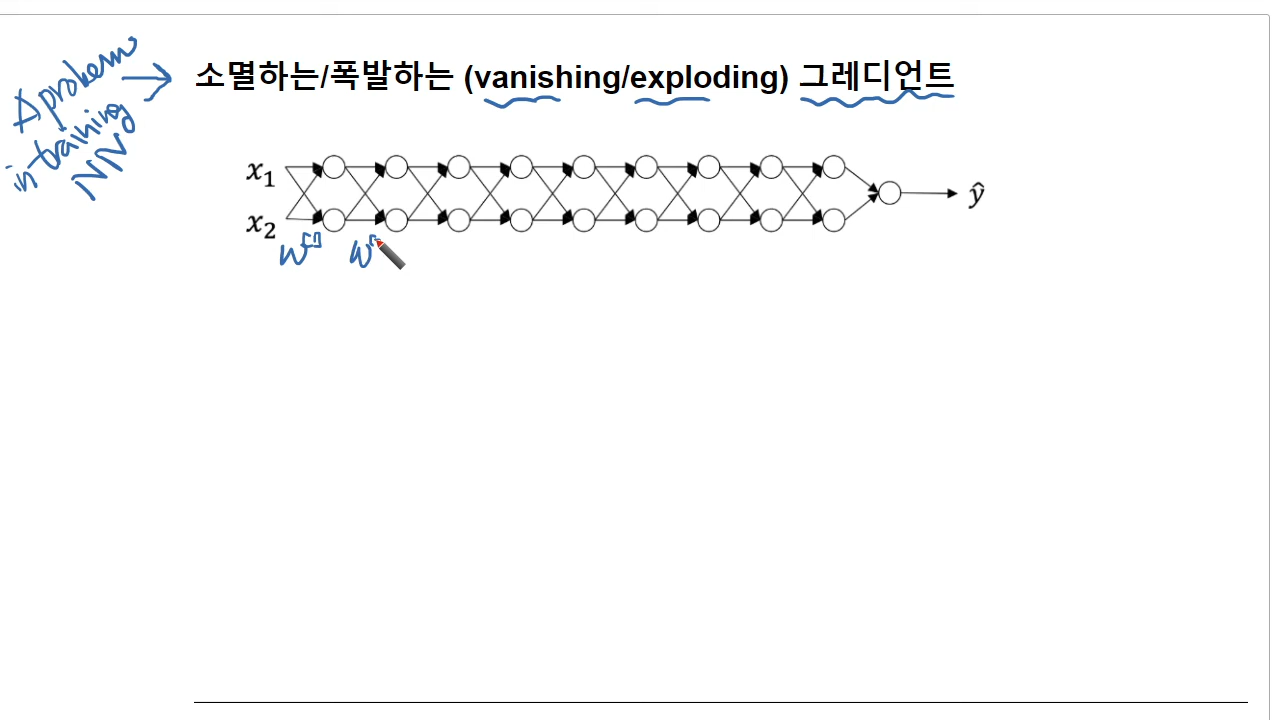 A problem
in training
NN
소멸하는/폭발하는 (vanishing/exploding) 그레디언트
x₁
x₂
ŷ
W[1] W[